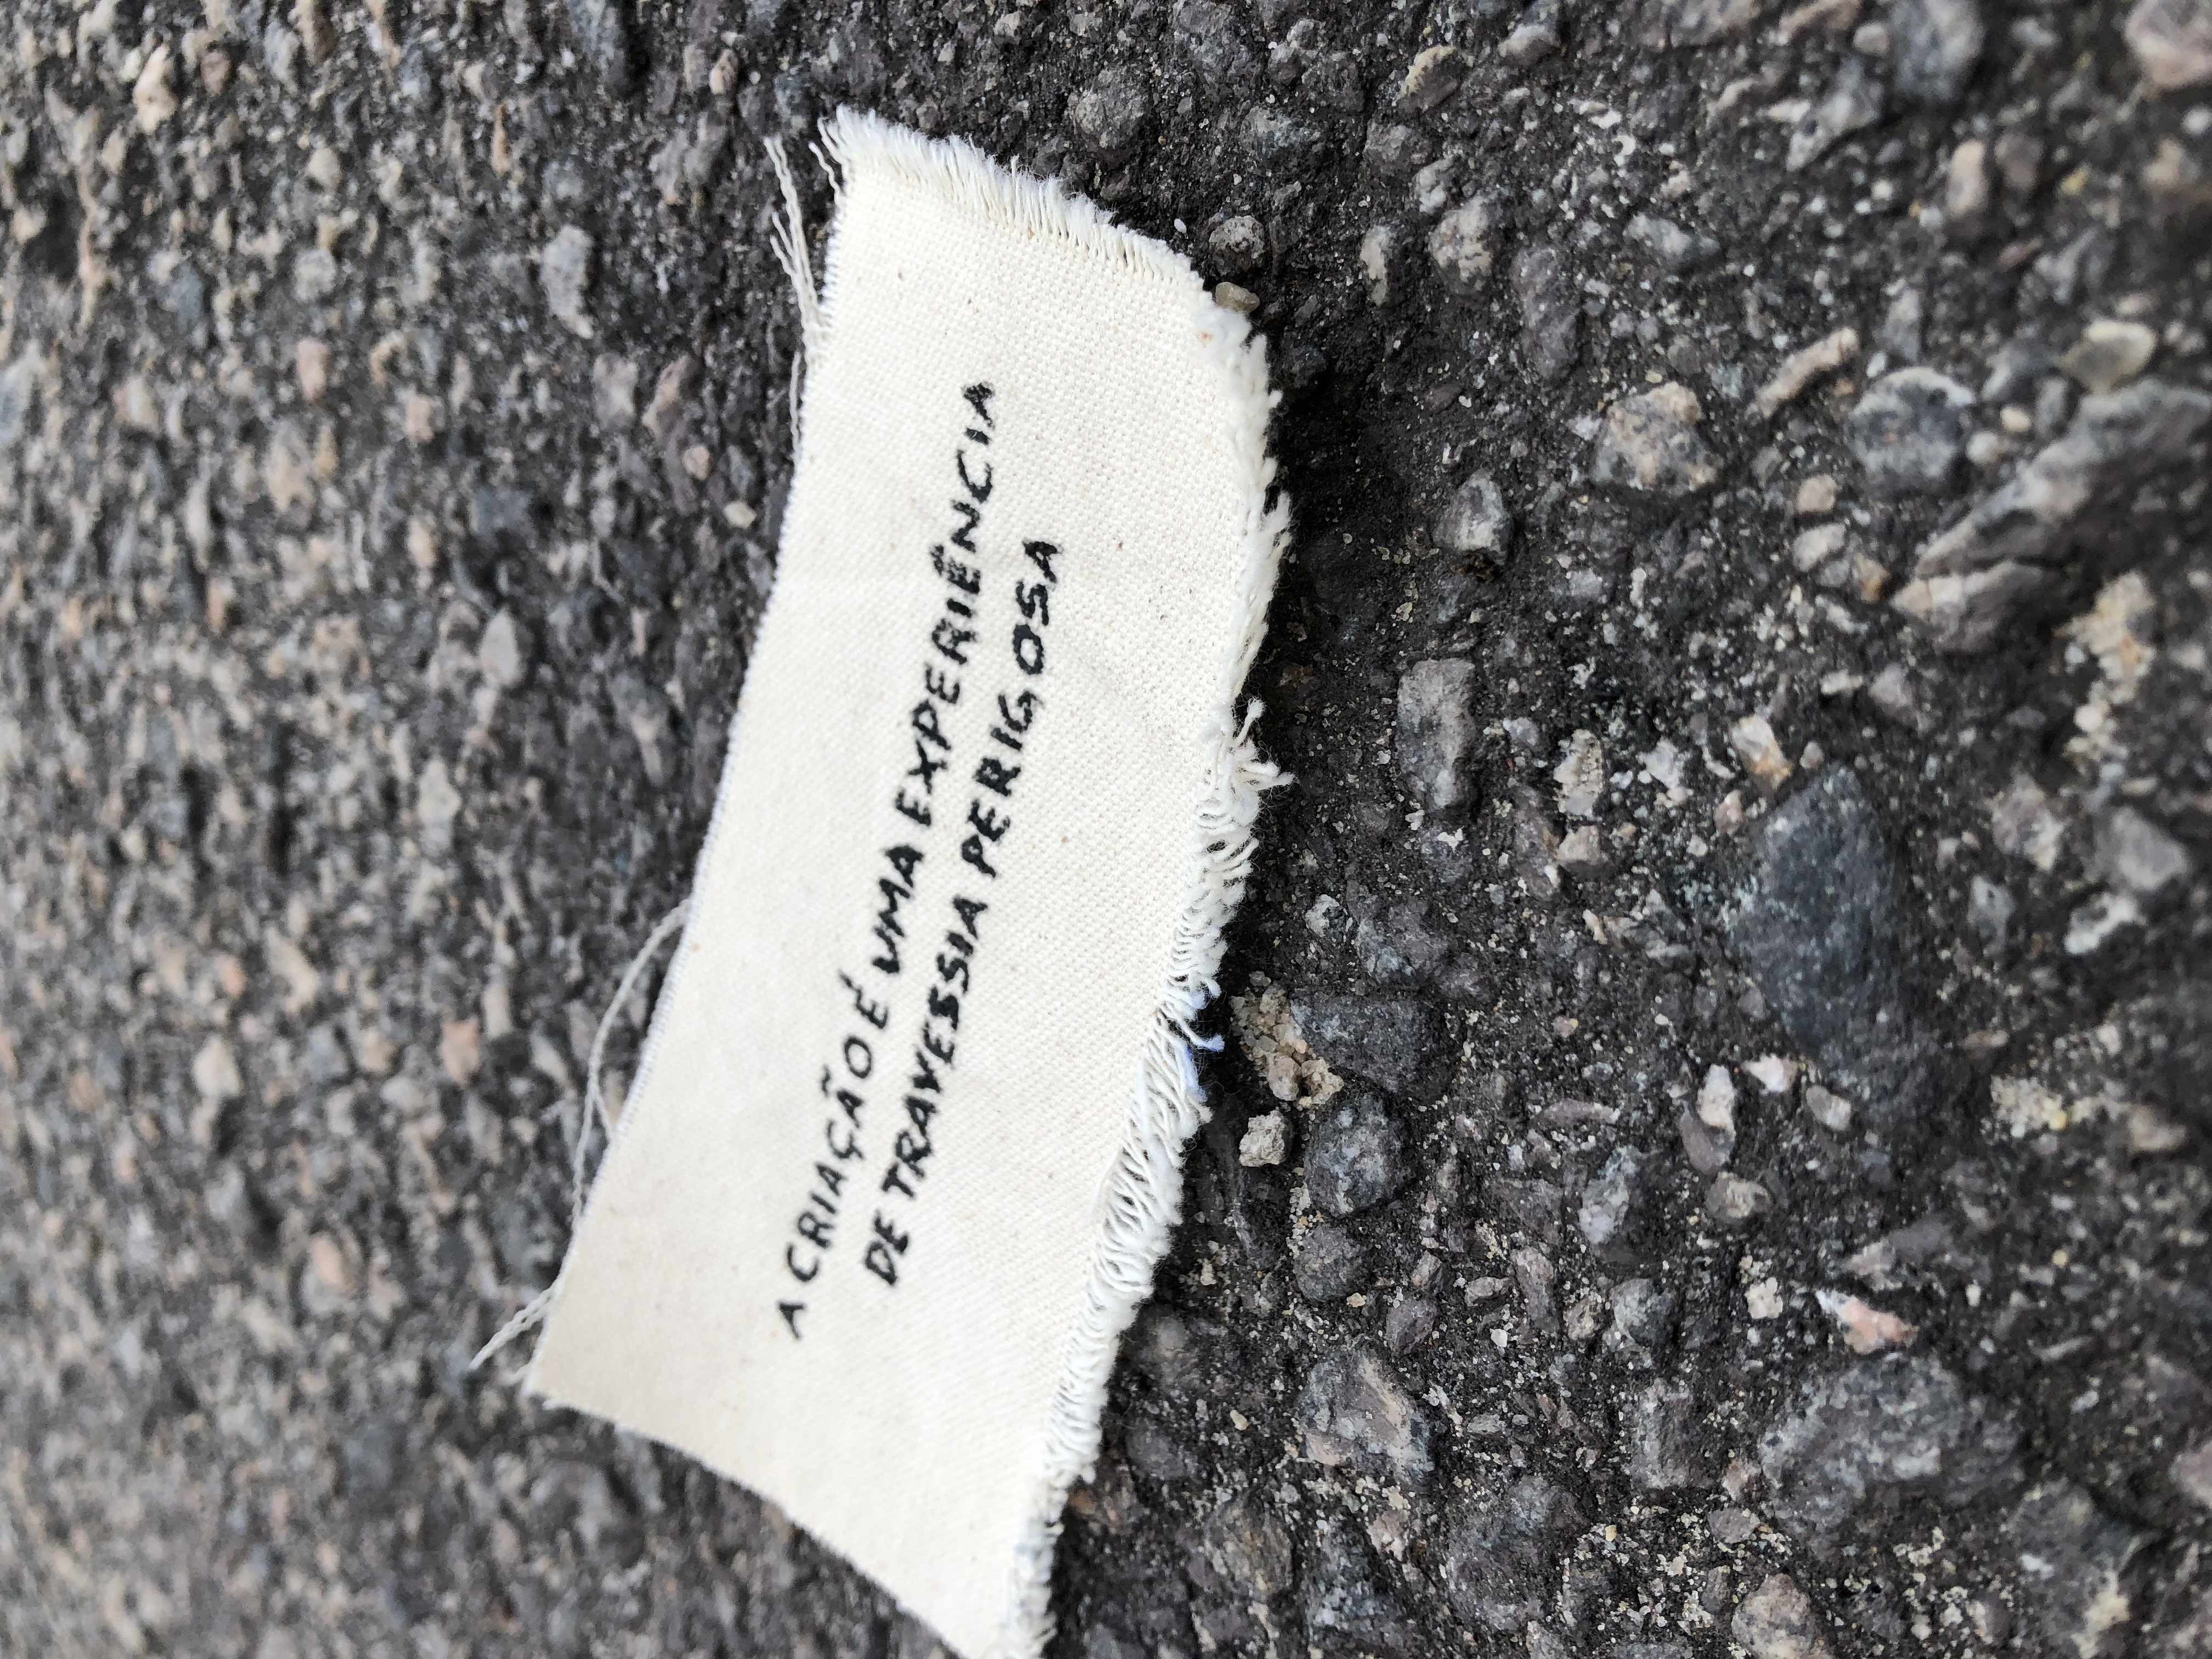 A CRIAÇÃO É UMA EXPERIÊNCIA
DE TRAVESSIA PERIGOSA